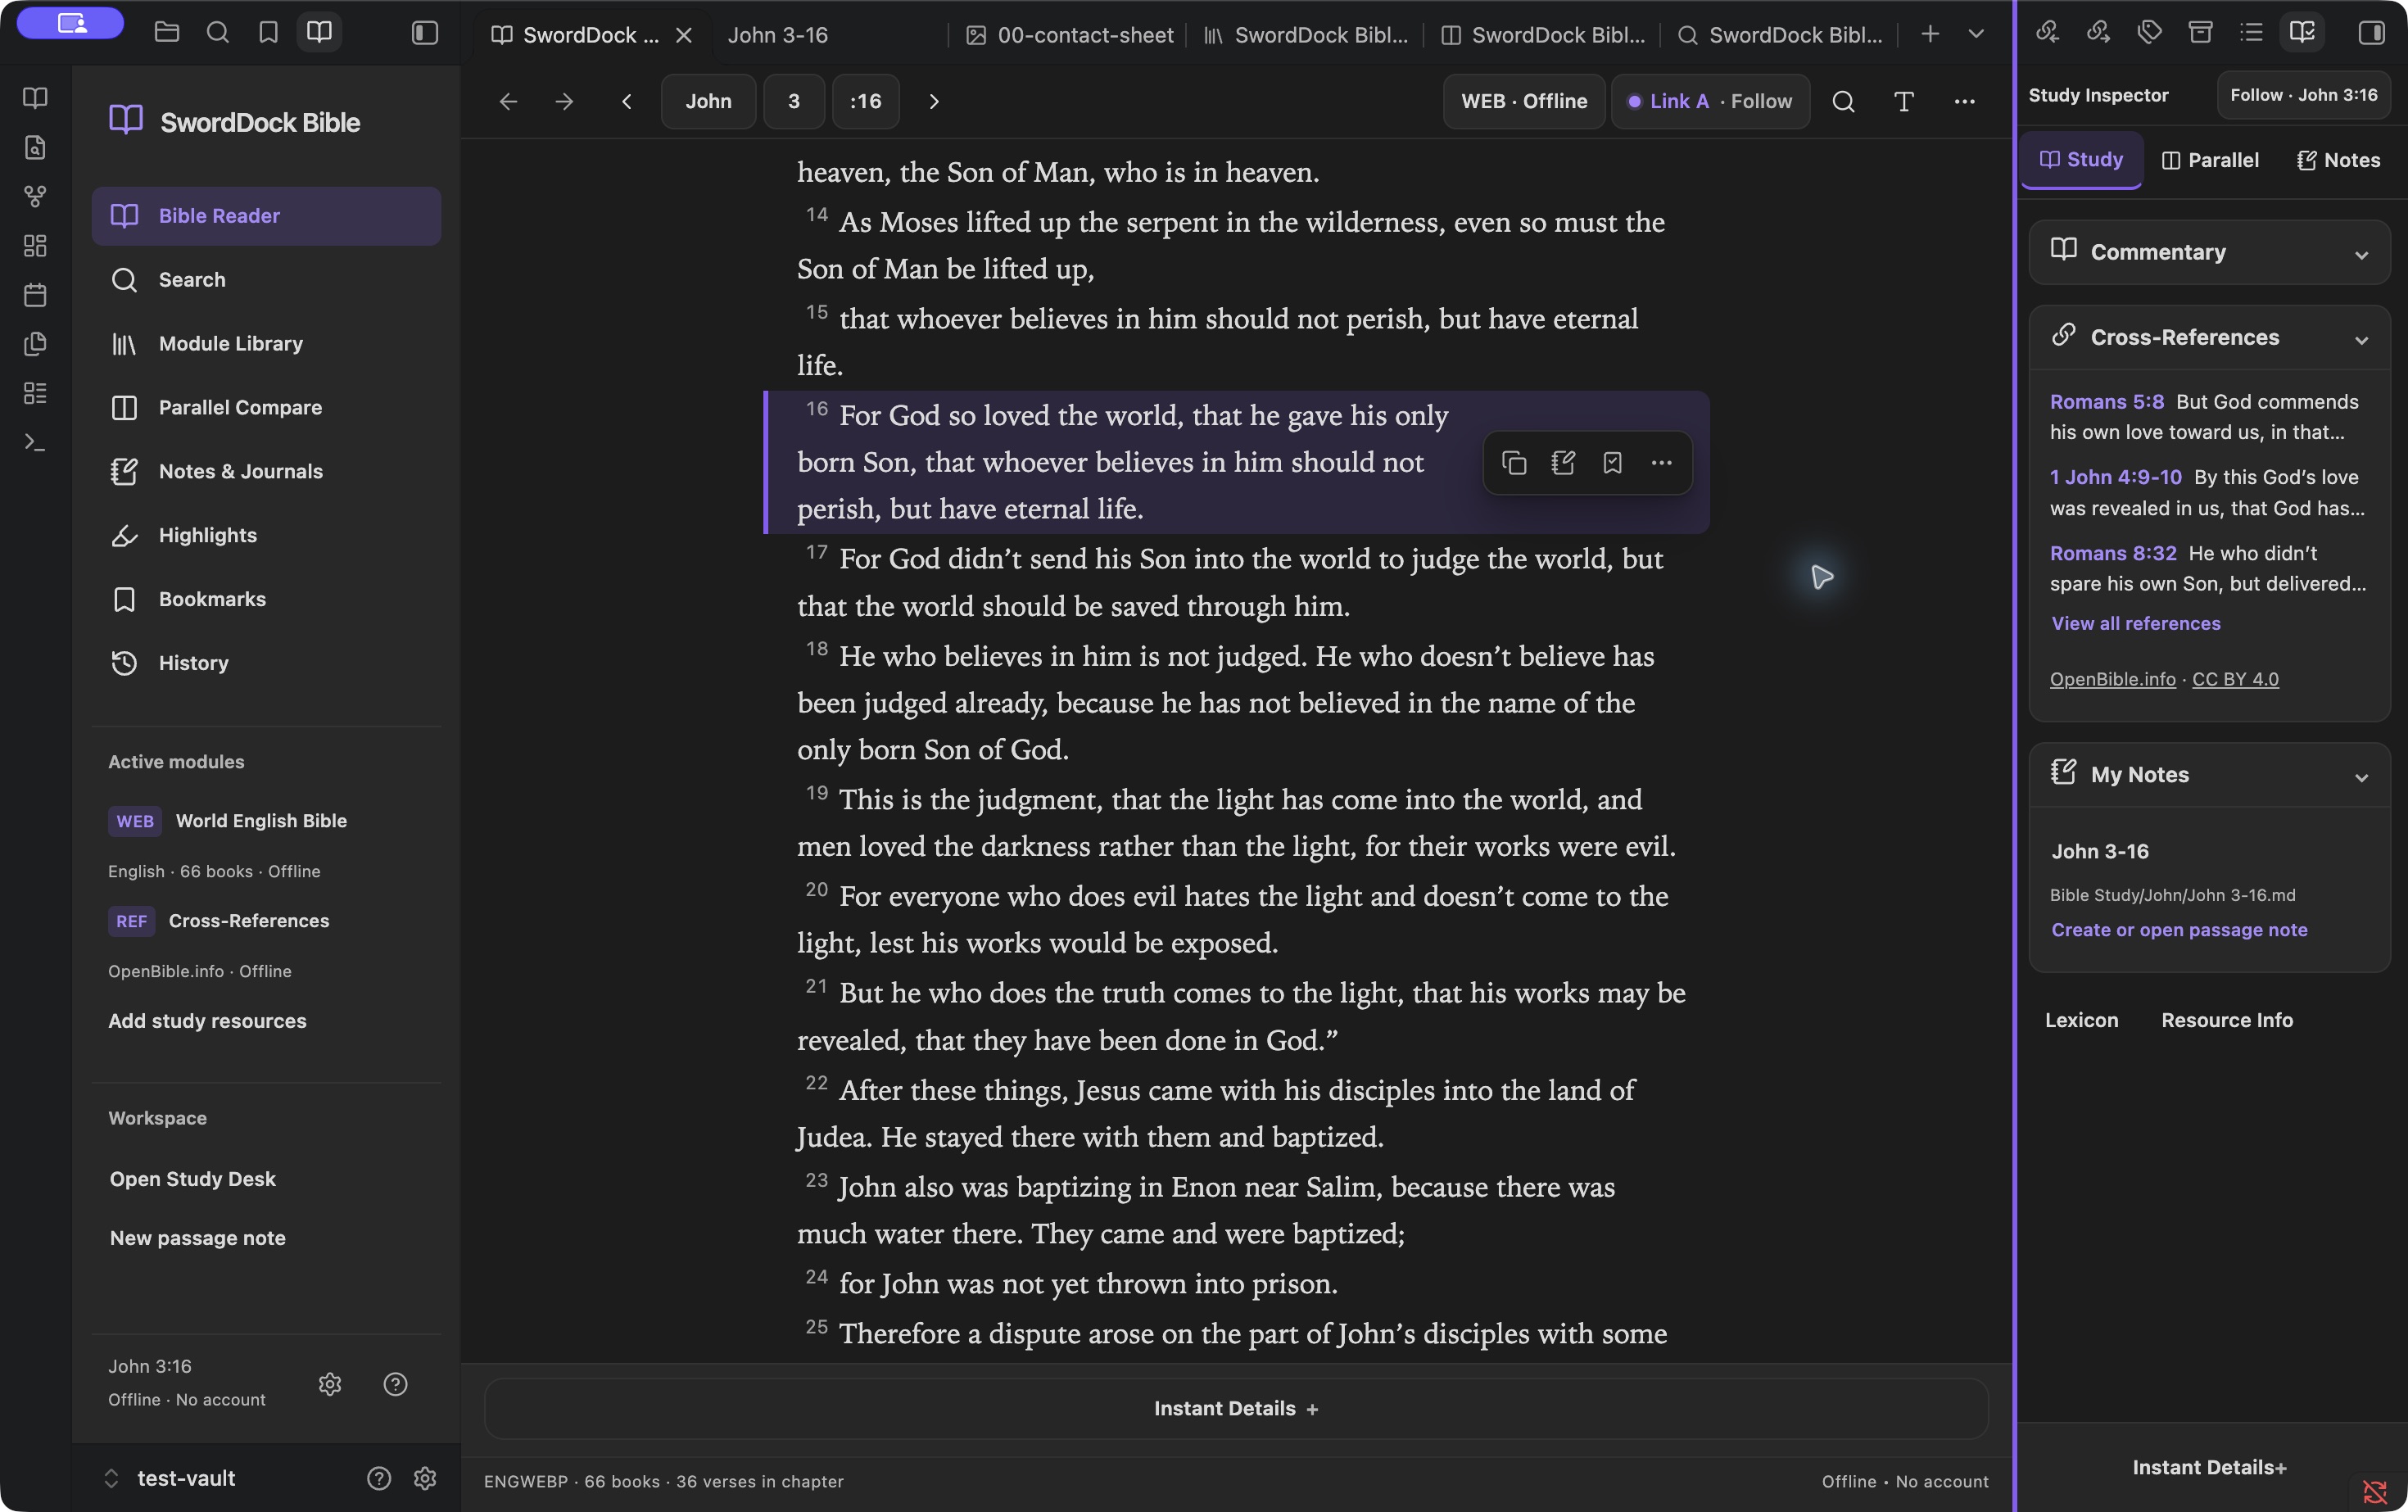 SwordDock ...
John 3-16
00-contact-sheet
SwordDock Bibl...
SwordDock Bibl...
SwordDock Bibl...
SwordDock Bible
Bible Reader
Search
Module Library
Parallel Compare
Notes & Journals
Highlights
Bookmarks
History
Active modules
WEB World English Bible
English · 66 books · Offline
REF Cross-References
OpenBible.info · Offline
Add study resources
Workspace
Open Study Desk
New passage note
John 3:16
Offline · No account
test-vault
John 3 :16
WEB · Offline
Link A · Follow
heaven, the Son of Man, who is in heaven.
14 As Moses lifted up the serpent in the wilderness, even so must the
Son of Man be lifted up,
15 that whoever believes in him should not perish, but have eternal
life.
16 For God so loved the world, that he gave his only
born Son, that whoever believes in him should not
perish, but have eternal life.
17 For God didn’t send his Son into the world to judge the world, but
that the world should be saved through him.
18 He who believes in him is not judged. He who doesn’t believe has
been judged already, because he has not believed in the name of the
only born Son of God.
19 This is the judgment, that the light has come into the world, and
men loved the darkness rather than the light, for their works were evil.
20 For everyone who does evil hates the light and doesn’t come to the
light, lest his works would be exposed.
21 But he who does the truth comes to the light, that his works may be
revealed, that they have been done in God.”
22 After these things, Jesus came with his disciples into the land of
Judea. He stayed there with them and baptized.
23 John also was baptizing in Enon near Salim, because there was
much water there. They came and were baptized;
24 for John was not yet thrown into prison.
25 Therefore a dispute arose on the part of John’s disciples with some
Instant Details +
ENGWEBP · 66 books · 36 verses in chapter
Offline • No account
Study Inspector
Follow · John 3:16
Study
Parallel
Notes
Commentary
Cross-References
Romans 5:8 But God commends
his own love toward us, in that...
1 John 4:9-10 By this God’s love
was revealed in us, that God has...
Romans 8:32 He who didn’t
spare his own Son, but delivered...
View all references
OpenBible.info · CC BY 4.0
My Notes
John 3-16
Bible Study/John/John 3-16.md
Create or open passage note
Lexicon
Resource Info
Instant Details+